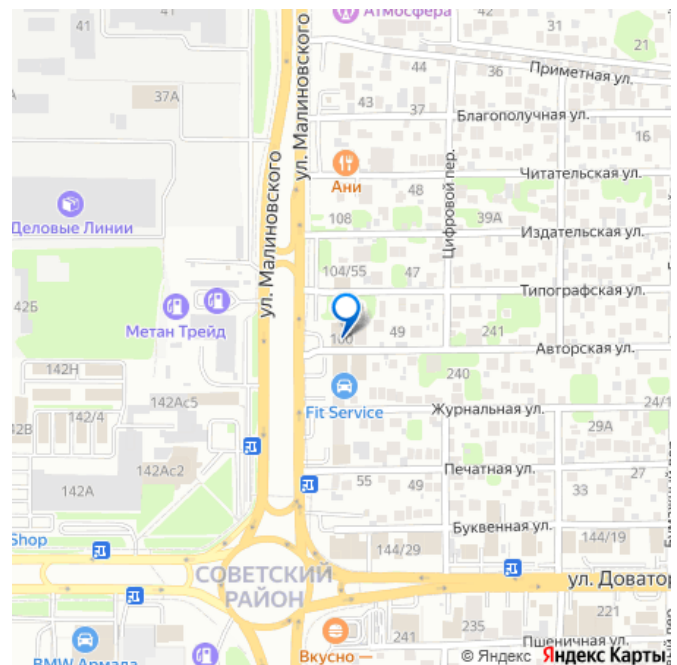 Атмосфера
41
41
44
36
21
Приметная ул.
37А
43
37
Благополучная ул.
16
ул. Малиновского
ул. Малиновского
Ани
48
Читательская ул.
Цифровой пер.
Деловые Линии
108
39А
Издательская ул.
104/55
47
Типографская ул.
42Б
Метан Трейд
100
49
241
Авторская ул.
142Н
240
142/4
142Ас5
Fit Service
Журнальная ул.
24/1
42В
29А
142Ас2
Печатная ул.
27
142А
55
49
33
Буквенная ул.
Shop
144/29
144/19
СОВЕТСКИЙ
РАЙОН
ул. Доватор
221
235
241
Пшеничная ул.
BMW Армада
Вкусно —
© Яндекс Яндекс Карты